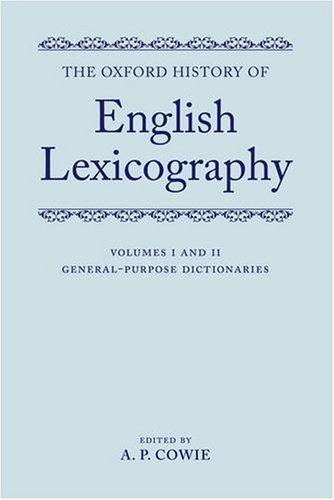 THE OXFORD HISTORY OF
English
Lexicography
VOLUMES I AND II
GENERAL-PURPOSE DICTIONARIES
EDITED BY
A. P. COWIE